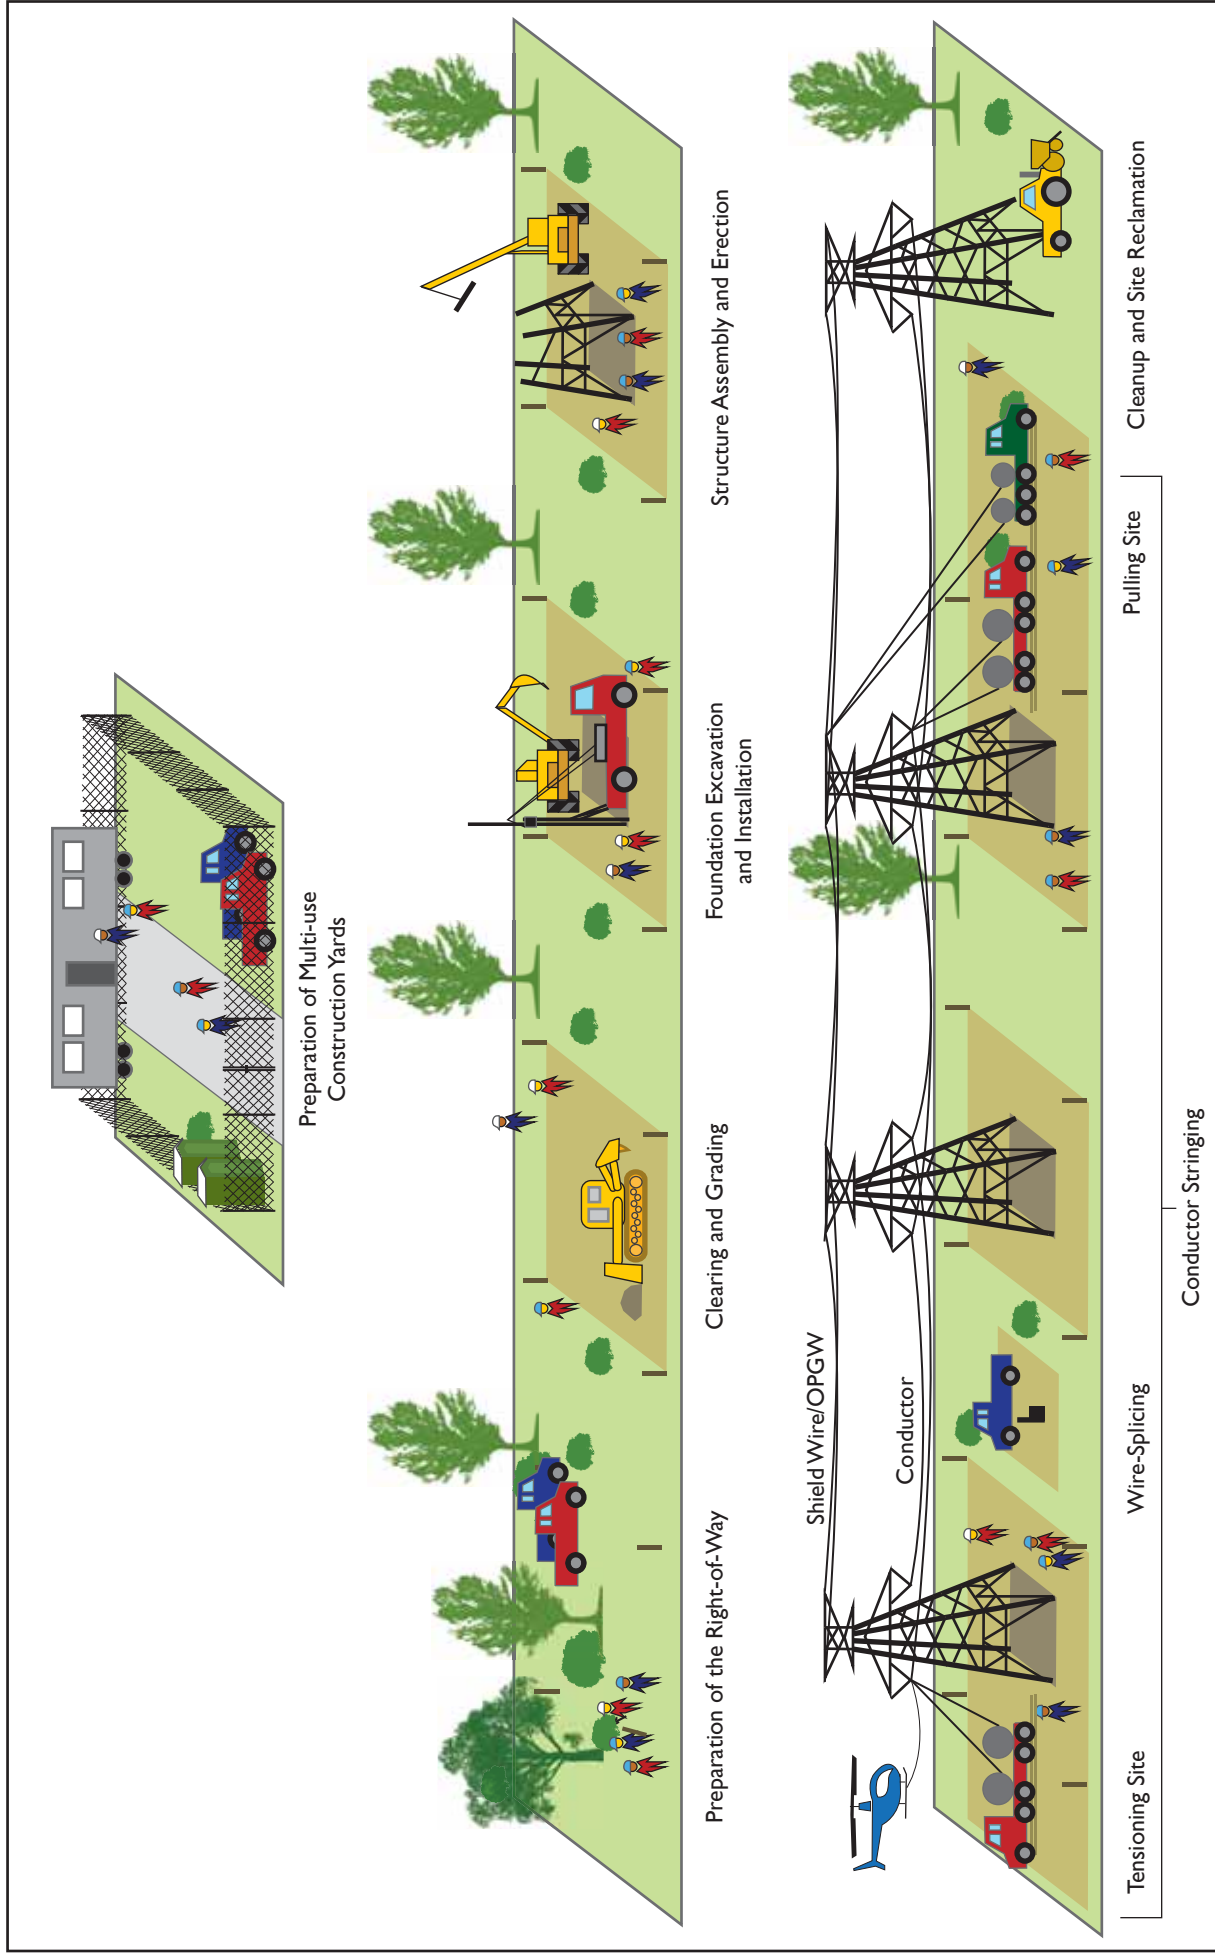 Preparation of Multi-use
Construction Yards
Preparation of the Right-of-Way
Clearing and Grading
Foundation Excavation
and Installation
Structure Assembly and Erection
Shield Wire/OPGW
Conductor
Tensioning Site
Wire-Splicing
Pulling Site
Cleanup and Site Reclamation
Conductor Stringing